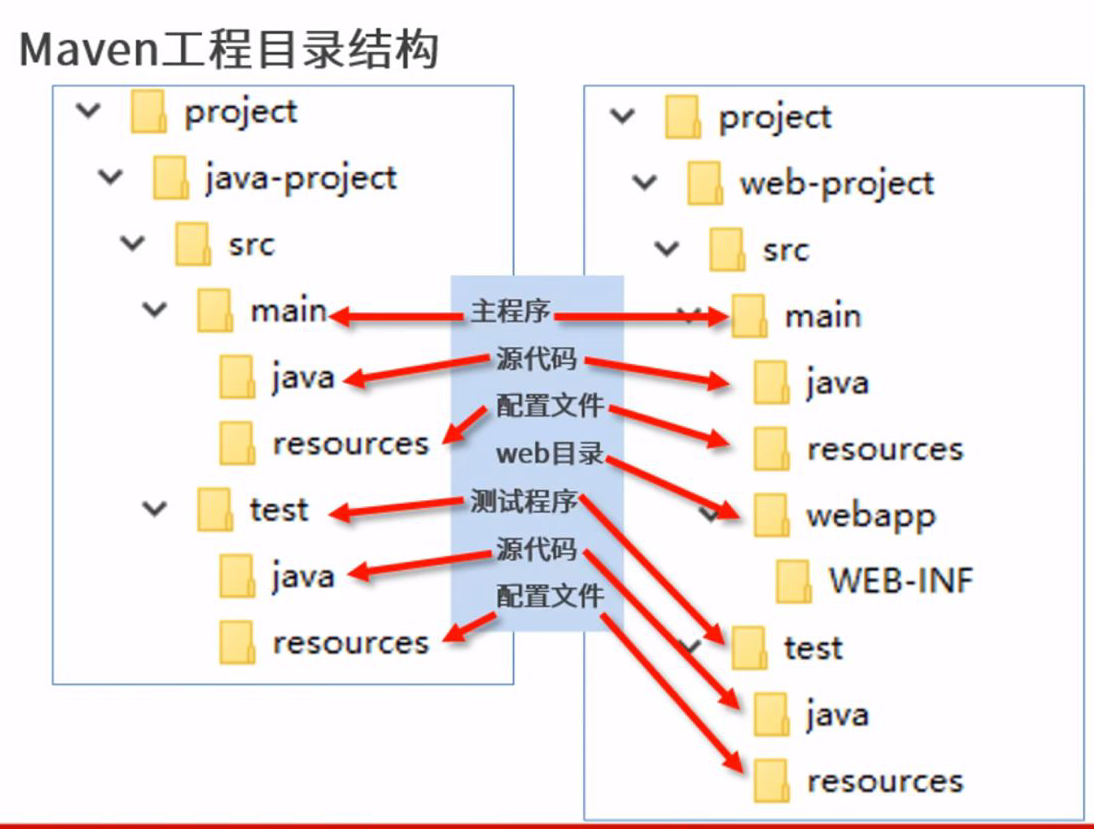 Maven工程目录结构
project
java-project
src
main
java
resources
test
java
resources
主程序
源代码
配置文件
web目录
测试程序
源代码
配置文件
project
web-project
src
main
java
resources
webapp
WEB-INF
test
java
resources